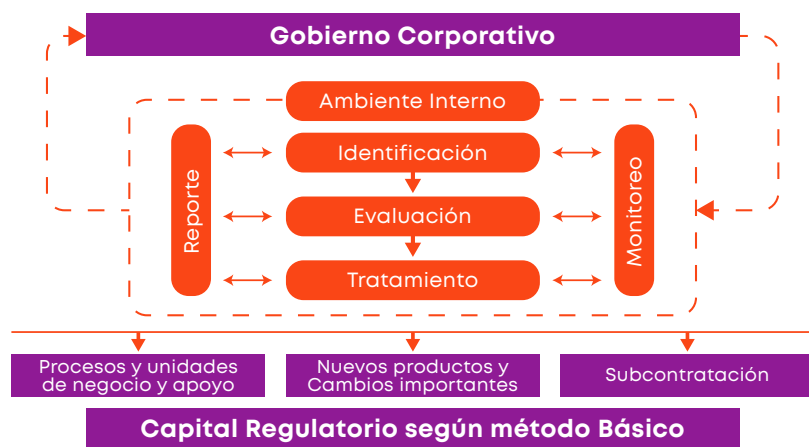 Gobierno Corporativo
Ambiente Interno
Reporte
Identificación
Evaluación
Tratamiento
Monitoreo
Procesos y unidades
de negocio y apoyo
Nuevos productos y
Cambios importantes
Subcontratación
Capital Regulatorio según método Básico